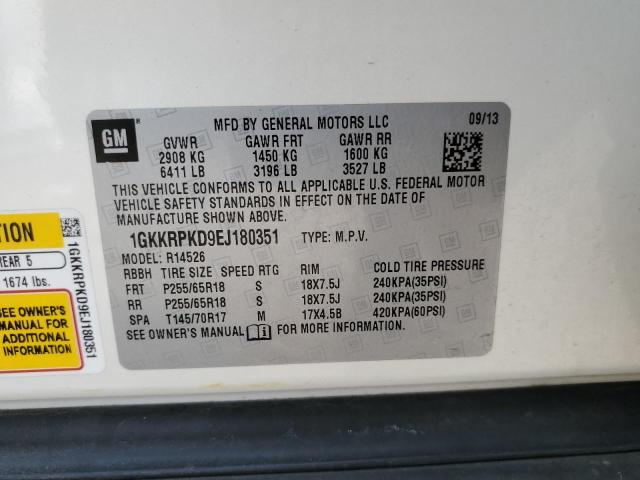 GM
MFD BY GENERAL MOTORS LLC 09/13
GVWR GAWR FRT GAWR RR
2908 KG 1450 KG 1600 KG
6411 LB 3196 LB 3527 LB
THIS VEHICLE CONFORMS TO ALL APPLICABLE U.S. FEDERAL MOTOR
VEHICLE SAFETY STANDARDS IN EFFECT ON THE DATE OF
MANUFACTURE SHOWN ABOVE.
1GKKRPKD9EJ180351 TYPE: M.P.V.
MODEL: R14526
RBBH TIRE SIZE SPEED RTG RIM COLD TIRE PRESSURE
FRT P255/65R18 S 18X7.5J 240KPA(35PSI)
RR P255/65R18 S 18X7.5J 240KPA(35PSI)
SPA T145/70R17 M 17X4.5B 420KPA(60PSI)
SEE OWNER'S MANUAL FOR MORE INFORMATION.
REAR 5
1674 lbs.
SEE OWNER'S
MANUAL FOR
ADDITIONAL
INFORMATION
1GKKRPKD9EJ180351